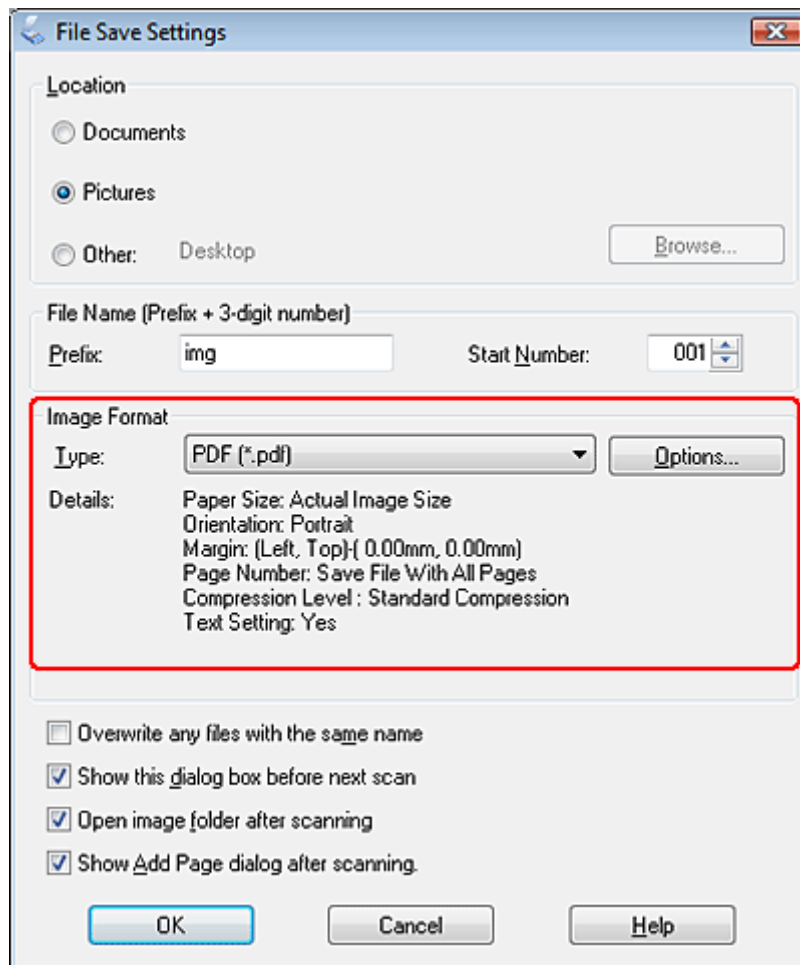 File Save Settings
Location
Documents
Pictures
Other: Desktop Browse...
File Name (Prefix + 3-digit number)
Prefix: img Start Number: 001
Image Format
Type: PDF (*.pdf) Options...
Details: Paper Size: Actual Image Size
Orientation: Portrait
Margin: (Left, Top)-( 0.00mm, 0.00mm)
Page Number: Save File With All Pages
Compression Level : Standard Compression
Text Setting: Yes
Overwrite any files with the same name
Show this dialog box before next scan
Open image folder after scanning
Show Add Page dialog after scanning.
OK Cancel Help